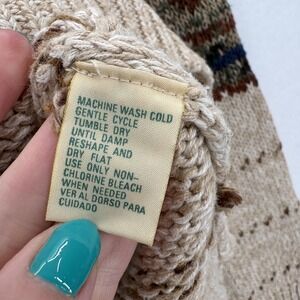 MACHINE WASH COLD
GENTLE CYCLE
TUMBLE DRY
UNTIL DAMP
RESHAPE AND
DRY FLAT
USE ONLY NON-
CHLORINE BLEACH
WHEN NEEDED
VER AL DORSO PARA
CUIDADO